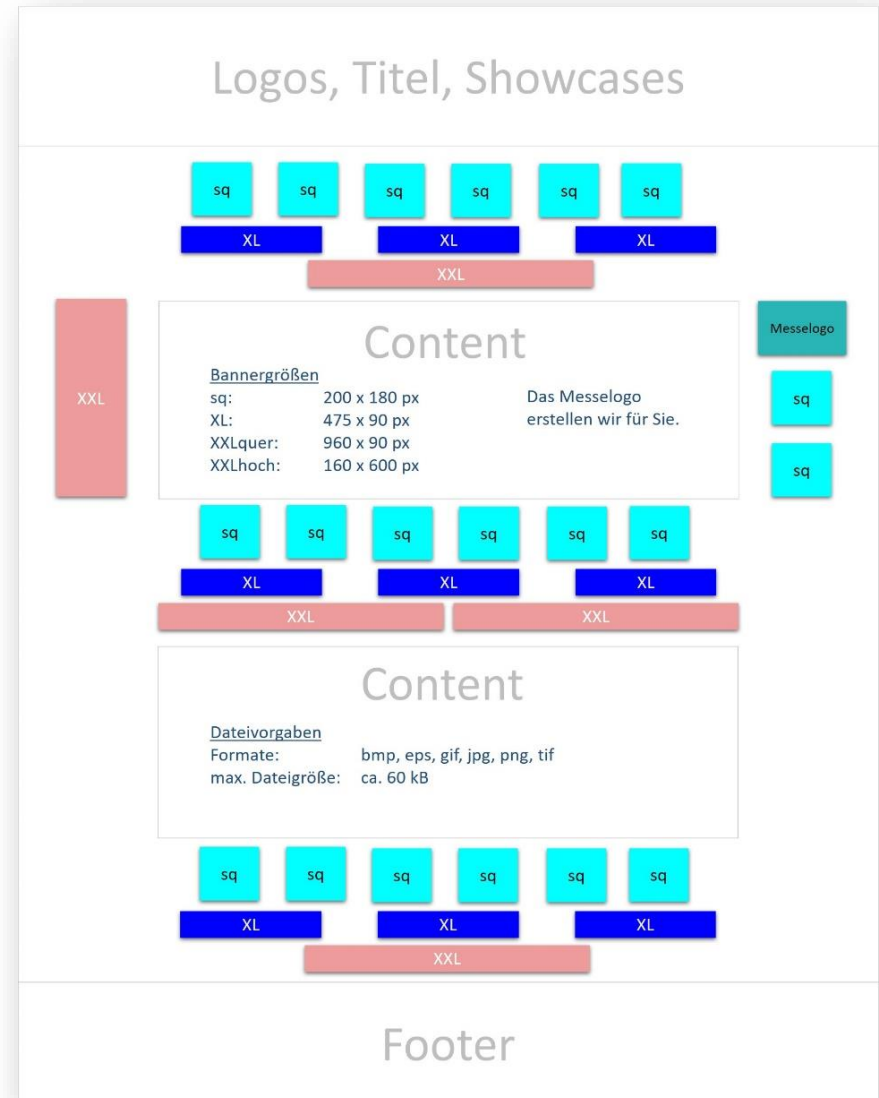 Logos, Titel, Showcases
sq sq sq sq sq sq
XL XL XL
XXL
XXL
Content
Bannergrößen
sq: 200 x 180 px
XL: 475 x 90 px
XXLquer: 960 x 90 px
XXLhoch: 160 x 600 px
Das Messelogo
erstellen wir für Sie.
Messelogo
sq
sq
sq sq sq sq sq sq
XL XL XL
XXL XXL
Content
Dateivorgaben
Formate: bmp, eps, gif, jpg, png, tif
max. Dateigröße: ca. 60 kB
sq sq sq sq sq sq
XL XL XL
XXL
Footer